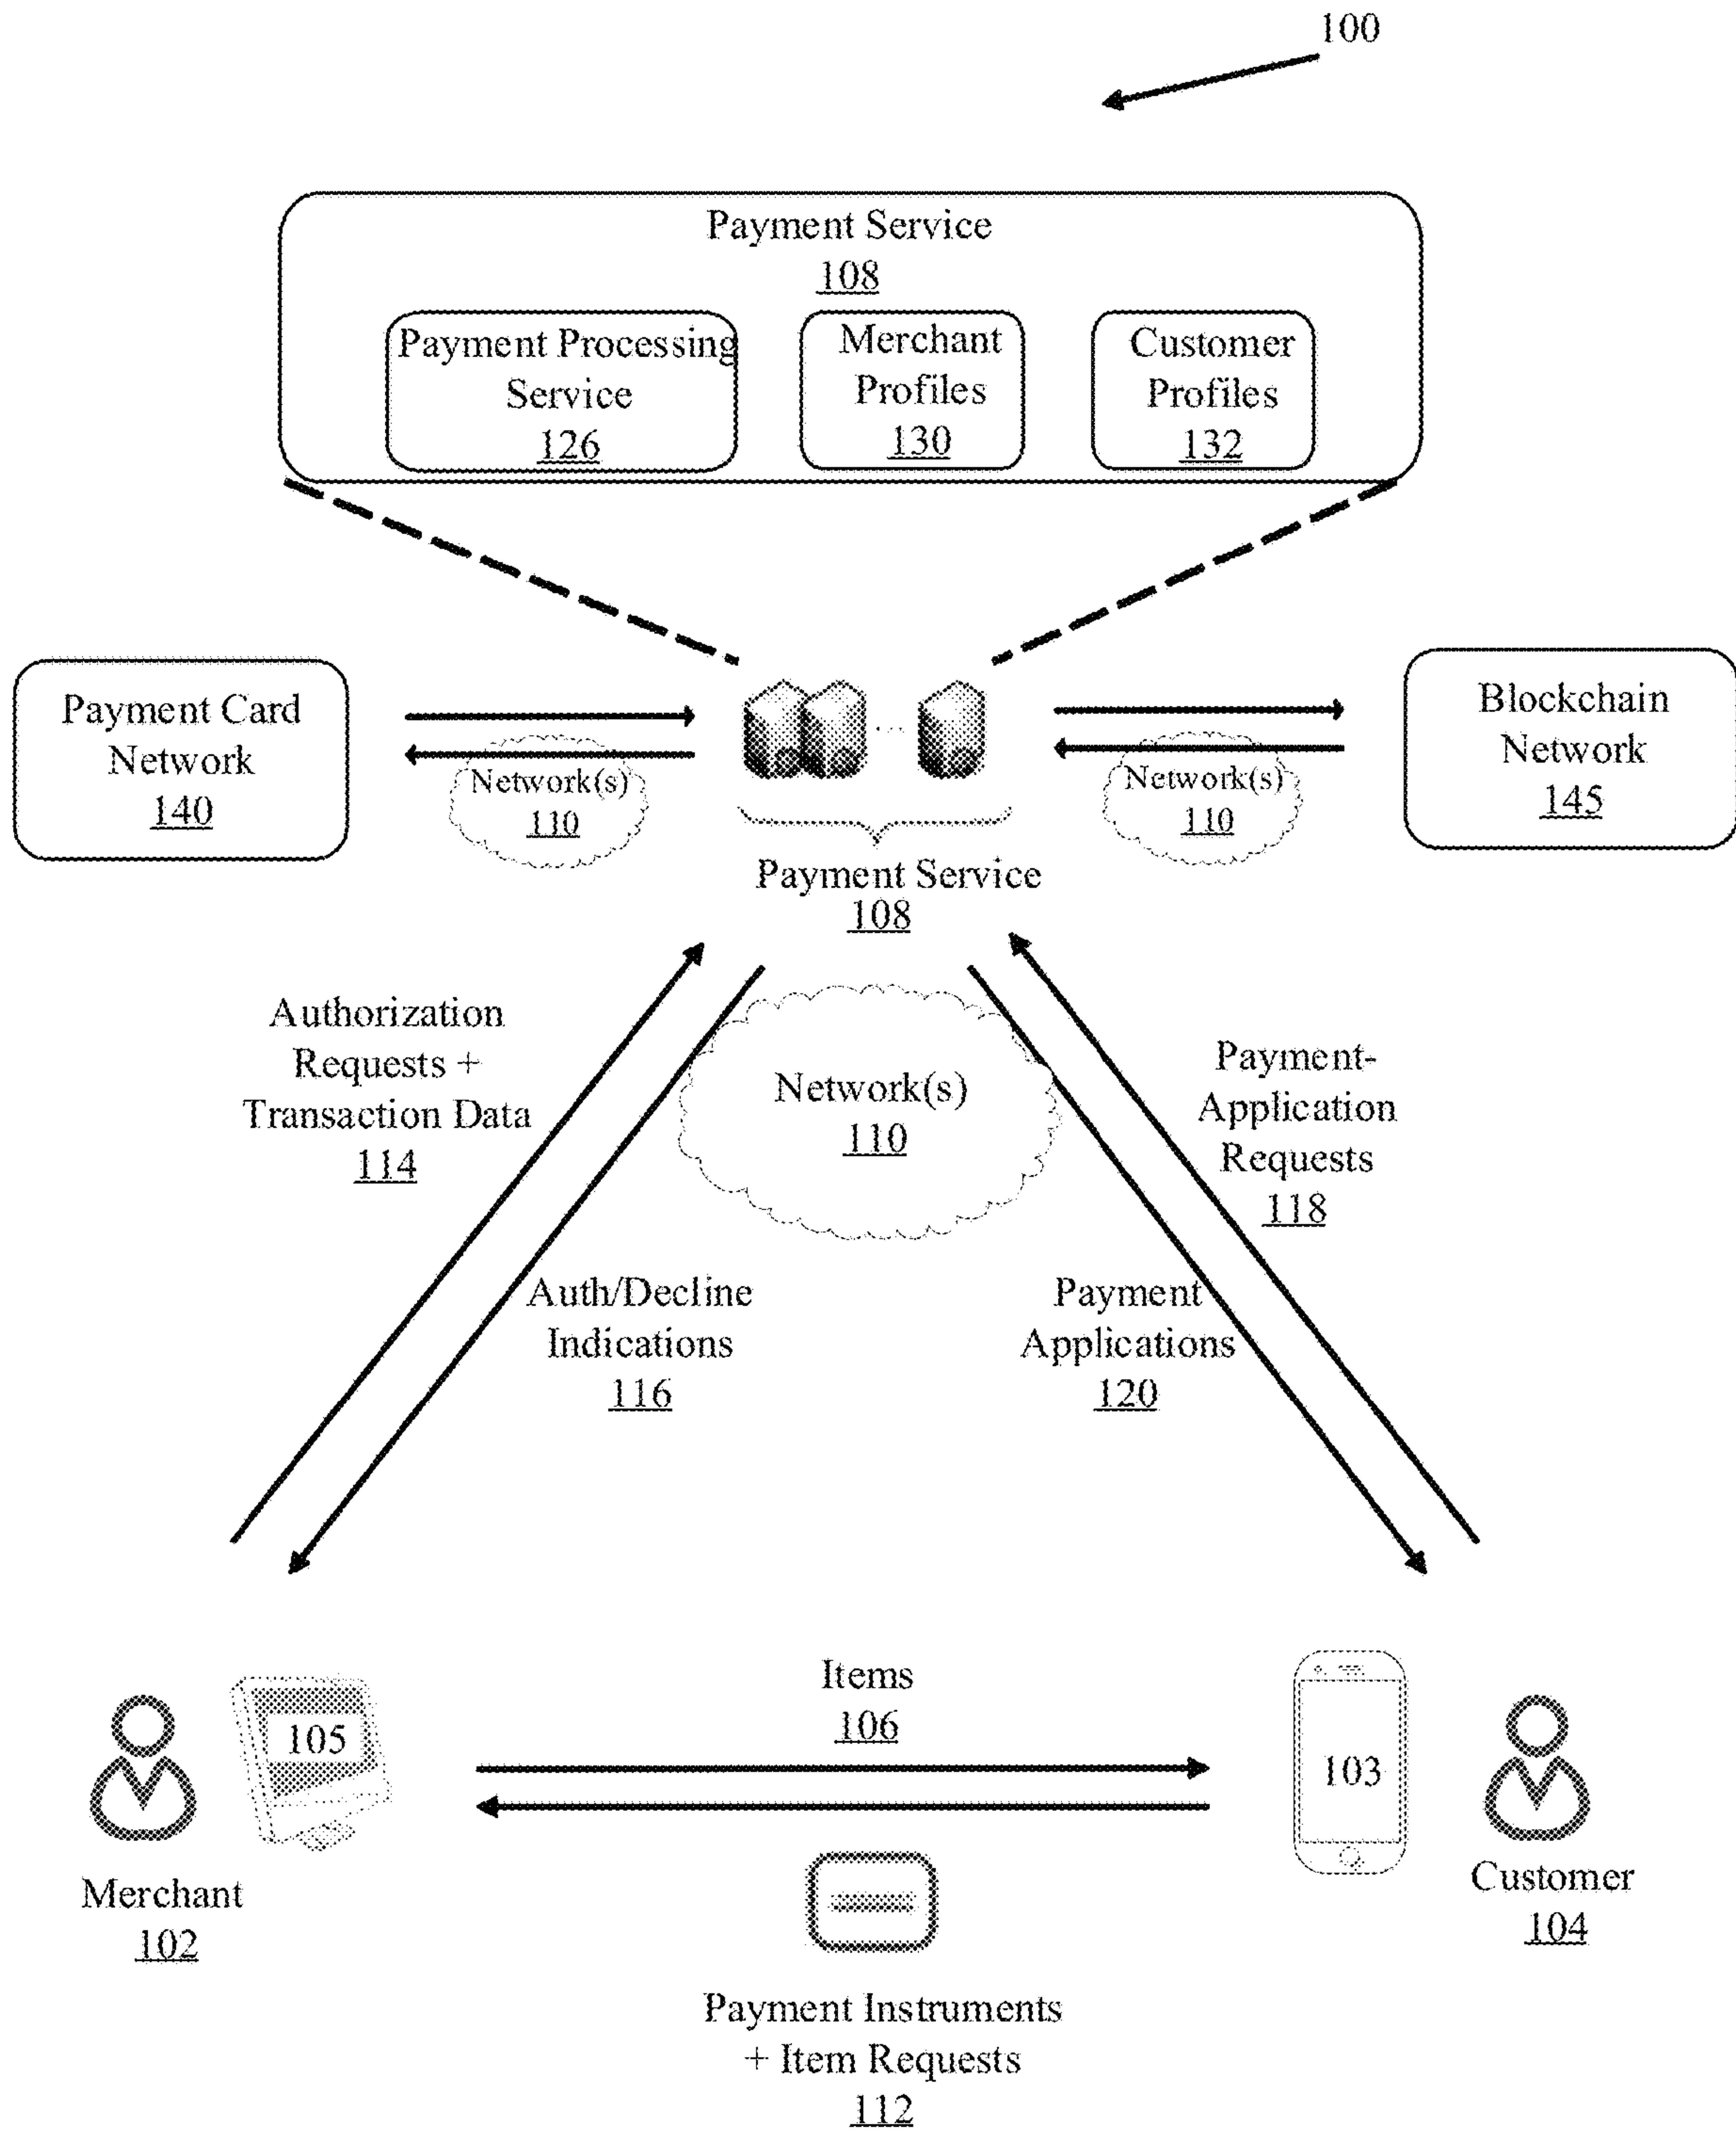 100
Payment Service
108
Payment Processing
Service
126
Merchant
Profiles
130
Customer
Profiles
132
Payment Card
Network
140
Network(s)
110
Payment Service
108
Network(s)
110
Blockchain
Network
145
Authorization
Requests +
Transaction Data
114
Network(s)
110
Payment-
Application
Requests
118
Auth/Decline
Indications
116
Payment
Applications
120
Items
106
105
103
Merchant
102
Customer
104
Payment Instruments
+ Item Requests
112